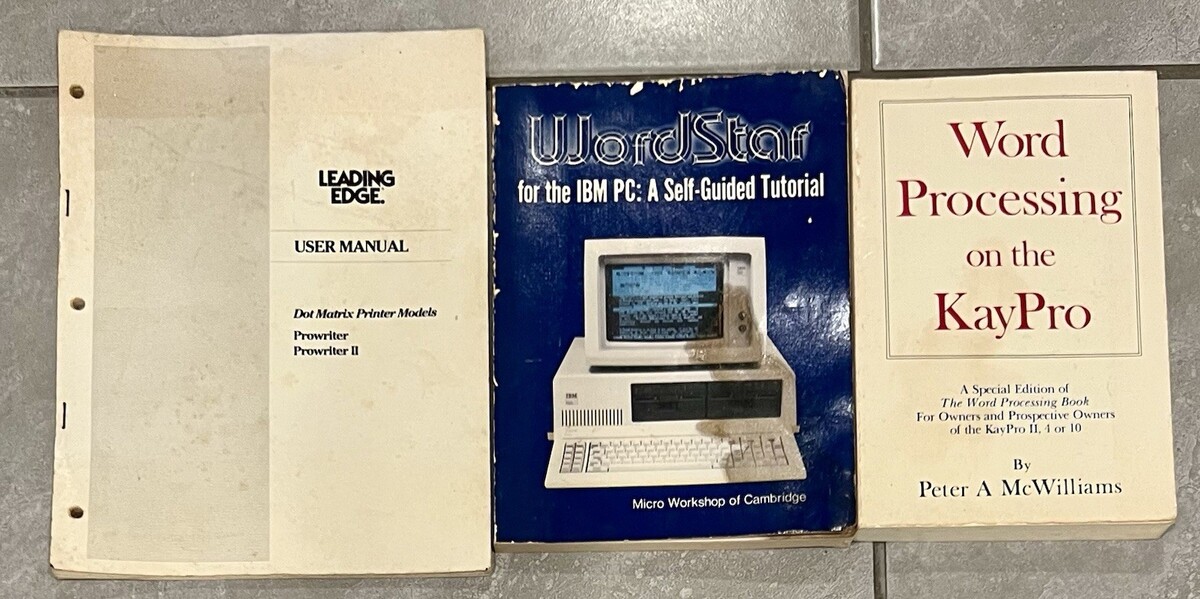 LEADING
EDGE.
USER MANUAL
Dot Matrix Printer Models
Prowriter
Prowriter II
WordStar
for the IBM PC: A Self-Guided Tutorial
IBM
Micro Workshop of Cambridge
Word
Processing
on the
KayPro
A Special Edition of
The Word Processing Book
For Owners and Prospective Owners
of the KayPro II, 4 or 10
By
Peter A McWilliams